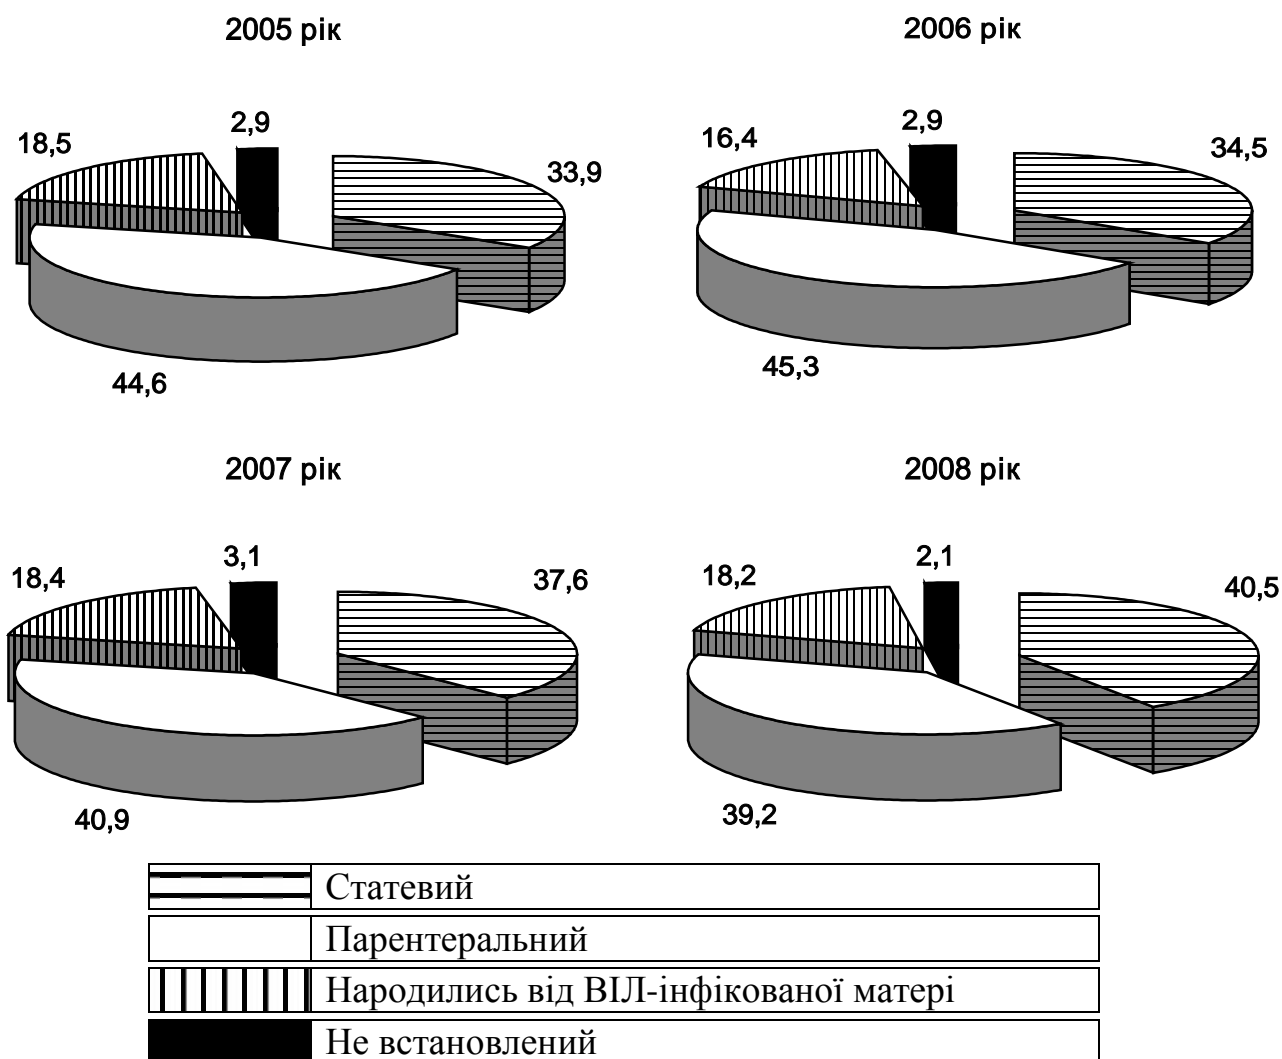 2005 рік
2006 рік
18,5
2,9
33,9
44,6
16,4
2,9
34,5
45,3
2007 рік
2008 рік
18,4
3,1
37,6
40,9
18,2
2,1
40,5
39,2
Статевий
Парентеральний
Народились від ВІЛ-інфікованої матері
Не встановлений